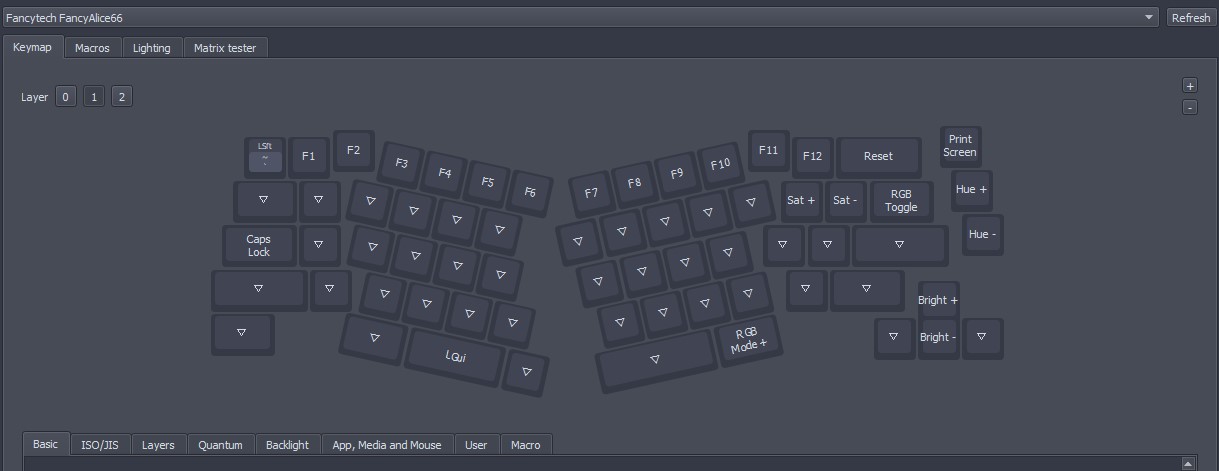 Fancytech FancyAlice66
Refresh
Keymap Macros Lighting Matrix tester
Layer 0 1 2
+
-
LSft
~
`
F1
F2
F3
F4
F5
F6
F7
F8
F9
F10
F11
F12
Reset
Print
Screen
Sat +
Sat -
RGB
Toggle
Hue +
Caps
Lock
Hue -
Bright +
LGui
RGB
Mode +
Bright -
Basic ISO/JIS Layers Quantum Backlight App, Media and Mouse User Macro